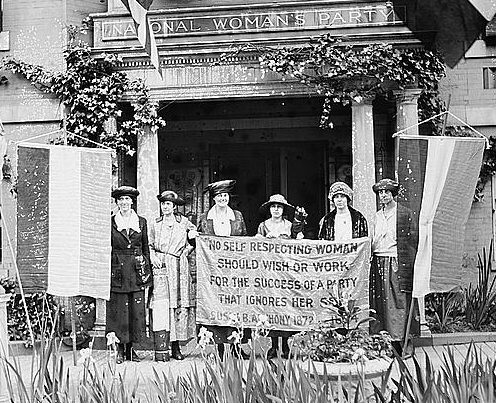 NATIONAL WOMAN'S PARTY
"NO SELF RESPECTING WOMAN
SHOULD WISH OR WORK
FOR THE SUCCESS OF A PARTY
THAT IGNORES HER SEX"
SUSAN B. ANTHONY 1872